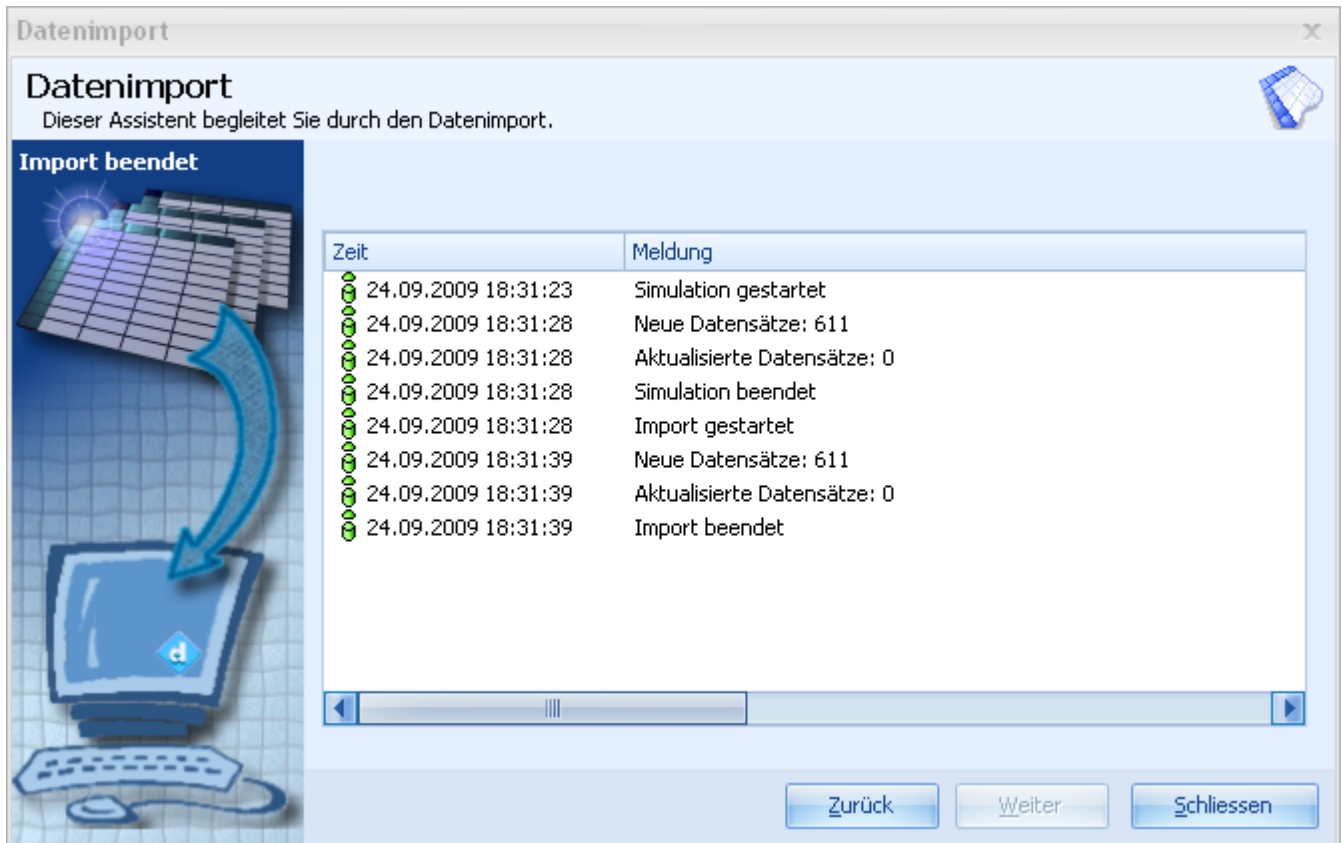 Datenimport
Datenimport
Dieser Assistent begleitet Sie durch den Datenimport.
Import beendet
Zeit Meldung
24.09.2009 18:31:23 Simulation gestartet
24.09.2009 18:31:28 Neue Datensätze: 611
24.09.2009 18:31:28 Aktualisierte Datensätze: 0
24.09.2009 18:31:28 Simulation beendet
24.09.2009 18:31:28 Import gestartet
24.09.2009 18:31:39 Neue Datensätze: 611
24.09.2009 18:31:39 Aktualisierte Datensätze: 0
24.09.2009 18:31:39 Import beendet
d
Zurück Weiter Schliessen